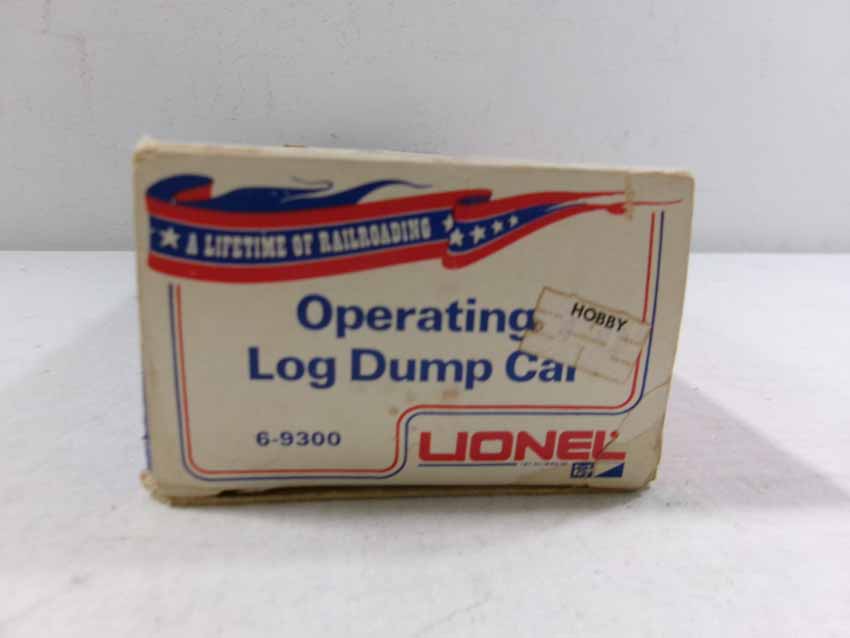 A LIFETIME OF RAILROADING
Operating
HOBBY
Log Dump Car
6-9300
LIONEL